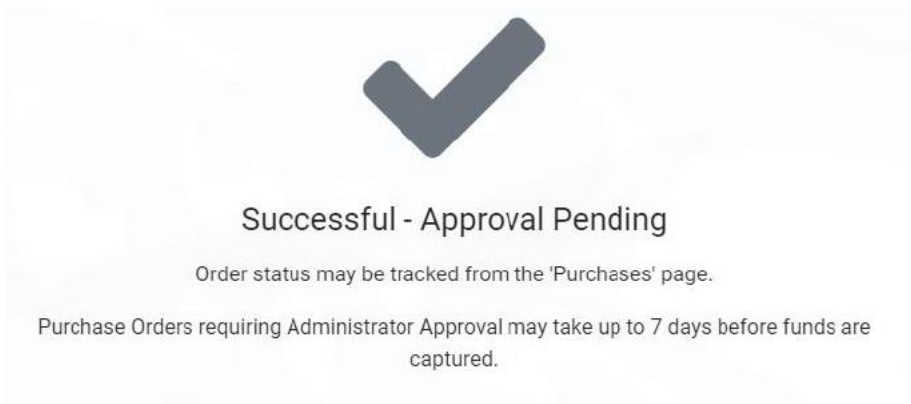 Successful - Approval Pending
Order status may be tracked from the 'Purchases' page.
Purchase Orders requiring Administrator Approval may take up to 7 days before funds are
captured.